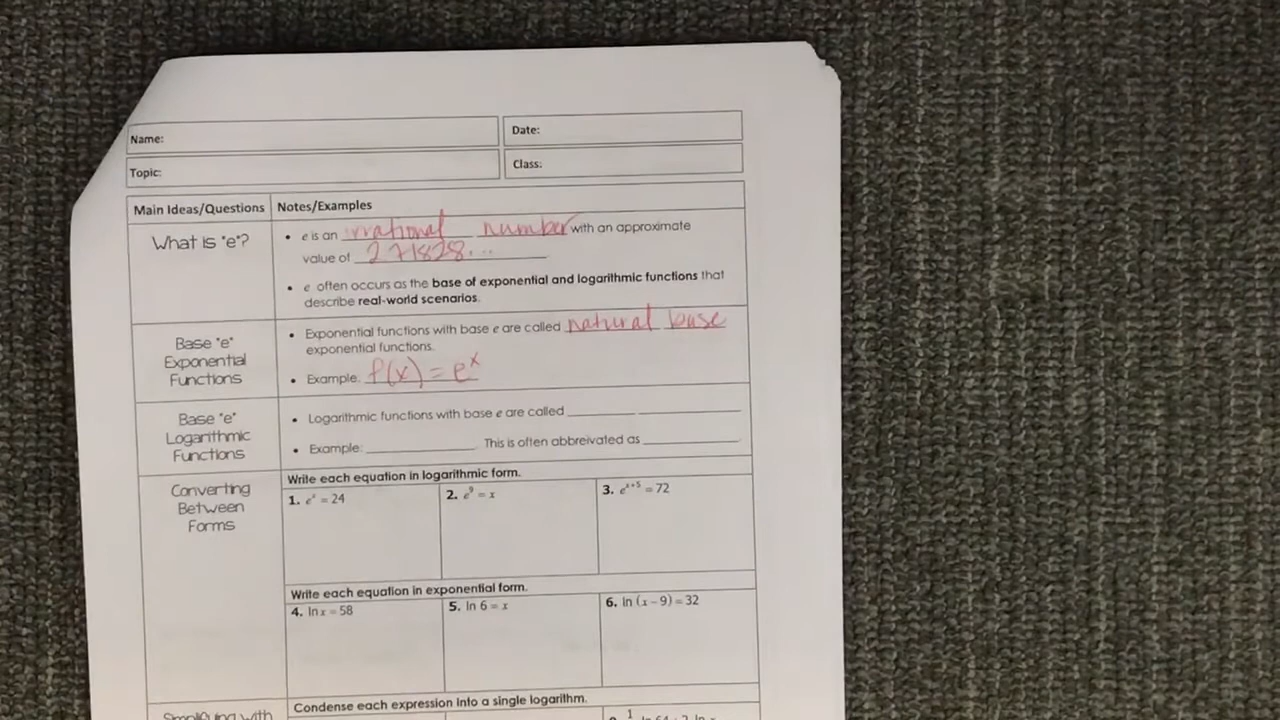 Name:
Date:
Topic:
Class:
Main Ideas/Questions
Notes/Examples
What is "e"?
• e is an irrational number with an approximate
value of 2.71828...
• e often occurs as the base of exponential and logarithmic functions that
describe real-world scenarios.
Base "e"
Exponential
Functions
• Exponential functions with base e are called natural base
exponential functions.
• Example: f(x) = e^x
Base "e"
Logarithmic
Functions
• Logarithmic functions with base e are called
• Example: ____________. This is often abbreivated as ____________
Converting
Between
Forms
Write each equation in logarithmic form.
1. e^x = 24
2. e^9 = x
3. e^(x+5) = 72
Write each equation in exponential form.
4. ln x = 58
5. ln 6 = x
6. ln (x – 9) = 32
Simplifying with
Condense each expression into a single logarithm.